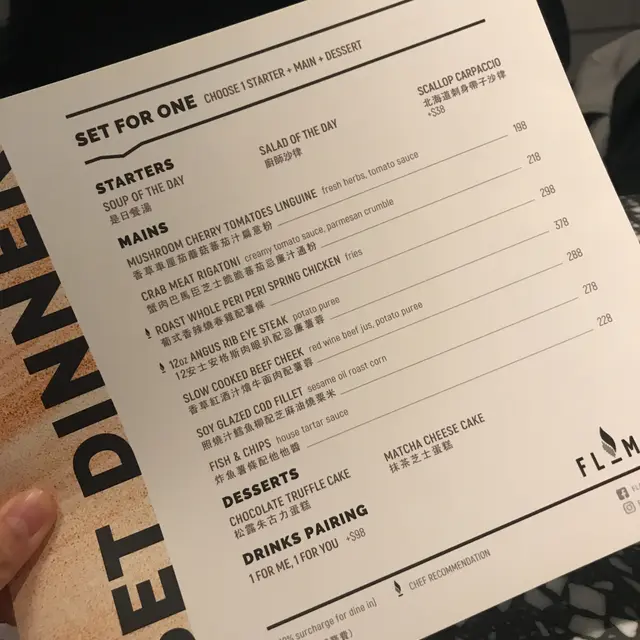 SET FOR ONE CHOOSE 1 STARTER + MAIN + DESSERT
STARTERS
SOUP OF THE DAY
是日餐湯
SALAD OF THE DAY
廚師沙律
SCALLOP CARPACCIO
北海道刺身帶子沙律
+$38
MAINS
MUSHROOM CHERRY TOMATOES LINGUINE fresh herbs, tomato sauce 198
香草車厘茄蘑菇蕃茄汁扁意粉
CRAB MEAT RIGATONI creamy tomato sauce, parmesan crumble 218
蟹肉巴馬臣芝士脆脆蕃茄忌廉汁通粉
ROAST WHOLE PERI PERI SPRING CHICKEN fries 298
葡式香辣燒春雞配薯條
12oz ANGUS RIB EYE STEAK potato puree 378
12安士安格斯肉眼扒配忌廉薯蓉
SLOW COOKED BEEF CHEEK red wine beef jus, potato puree 288
香草紅酒汁燴牛面肉配薯蓉
SOY GLAZED COD FILLET sesame oil roast corn 278
照燒汁鱈魚柳配芝麻油燒粟米
FISH & CHIPS house tartar sauce 228
炸魚薯條配他他醬
DESSERTS
CHOCOLATE TRUFFLE CAKE
松露朱古力蛋糕
MATCHA CHEESE CAKE
抹茶芝士蛋糕
DRINKS PAIRING
1 FOR ME, 1 FOR YOU +$98
CHEF RECOMMENDATION
surcharge for dine in)
FL_M
ET DINNER